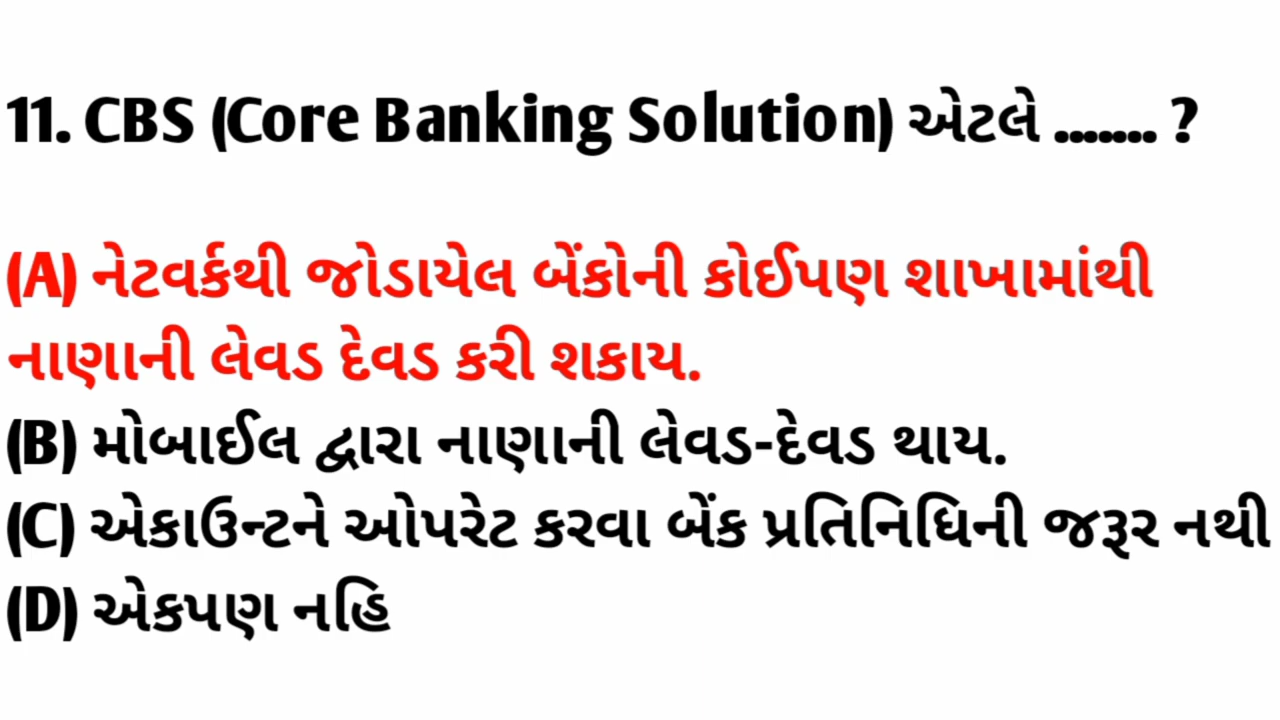 11. CBS (Core Banking Solution) એટલે ....... ?
(A) નેટવર્કથી જોડાયેલ બેંકોની કોઈપણ શાખામાંથી
નાણાની લેવડ દેવડ કરી શકાય.
(B) મોબાઈલ દ્વારા નાણાની લેવડ-દેવડ થાય.
(C) એકાઉન્ટને ઓપરેટ કરવા બેંક પ્રતિનિધિની જરૂર નથી
(D) એકપણ નહિ